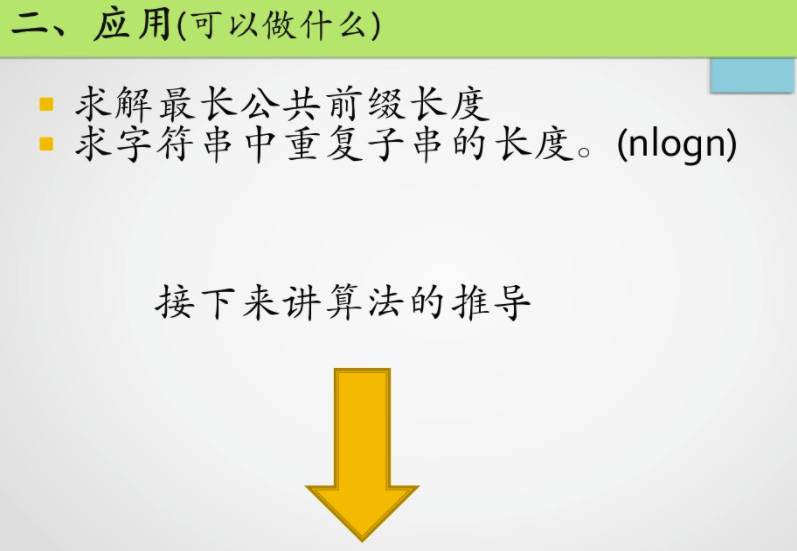 二、应用(可以做什么)
求解最长公共前缀长度
求字符串中重复子串的长度。(nlogn)
接下来讲算法的推导